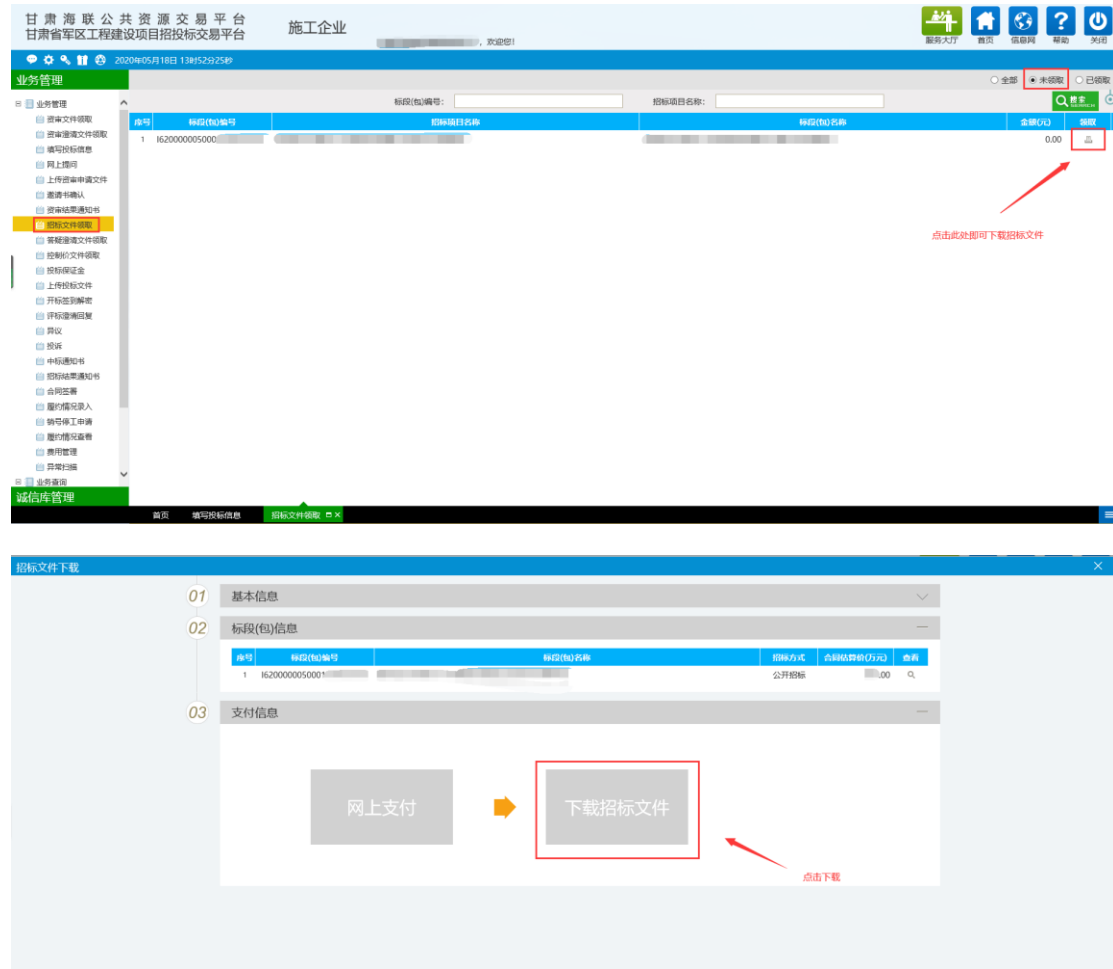 甘肃海联公共资源交易平台
甘肃省军区工程建设项目招投标交易平台
施工企业
，欢迎您！
服务大厅 首页 信息网 帮助 关闭
2020年05月18日 13时52分25秒
业务管理
全部 未领取 已领取
业务管理
资审文件领取
资审澄清文件领取
填写投标信息
网上提问
上传资审申请文件
邀请书确认
资审结果通知书
招标文件领取
答疑澄清文件领取
控制价文件领取
投标保证金
上传投标文件
开标签到解密
评标澄清回复
异议
投诉
中标通知书
招标结果通知书
合同签署
履约情况录入
销号停工申请
履约情况查看
费用管理
异常扫描
业务查询
诚信库管理
标段(包)编号： 招标项目名称： 搜索 SEARCH
序号 标段(包)编号 招标项目名称 标段(包)名称 金额(元) 领取
1 I620000005000 0.00
点击此处即可下载招标文件
首页 填写投标信息 招标文件领取
招标文件下载
01 基本信息
02 标段(包)信息
序号 标段(包)编号 标段(包)名称 招标方式 合同估算价(万元) 查看
1 I6200000050001 公开招标 .00
03 支付信息
网上支付 下载招标文件
点击下载